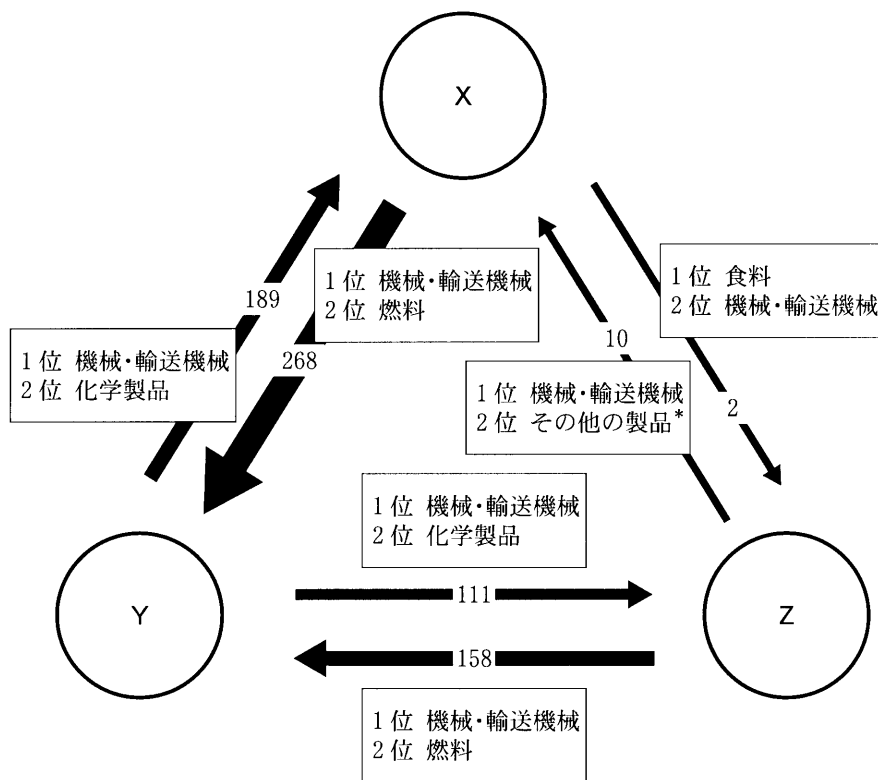 X
1位 機械・輸送機械
2位 燃料
1位 食料
2位 機械・輸送機械
189
1位 機械・輸送機械
2位 化学製品
268
10
1位 機械・輸送機械
2位 その他の製品*
2
1位 機械・輸送機械
2位 化学製品
Y
111
Z
158
1位 機械・輸送機械
2位 燃料